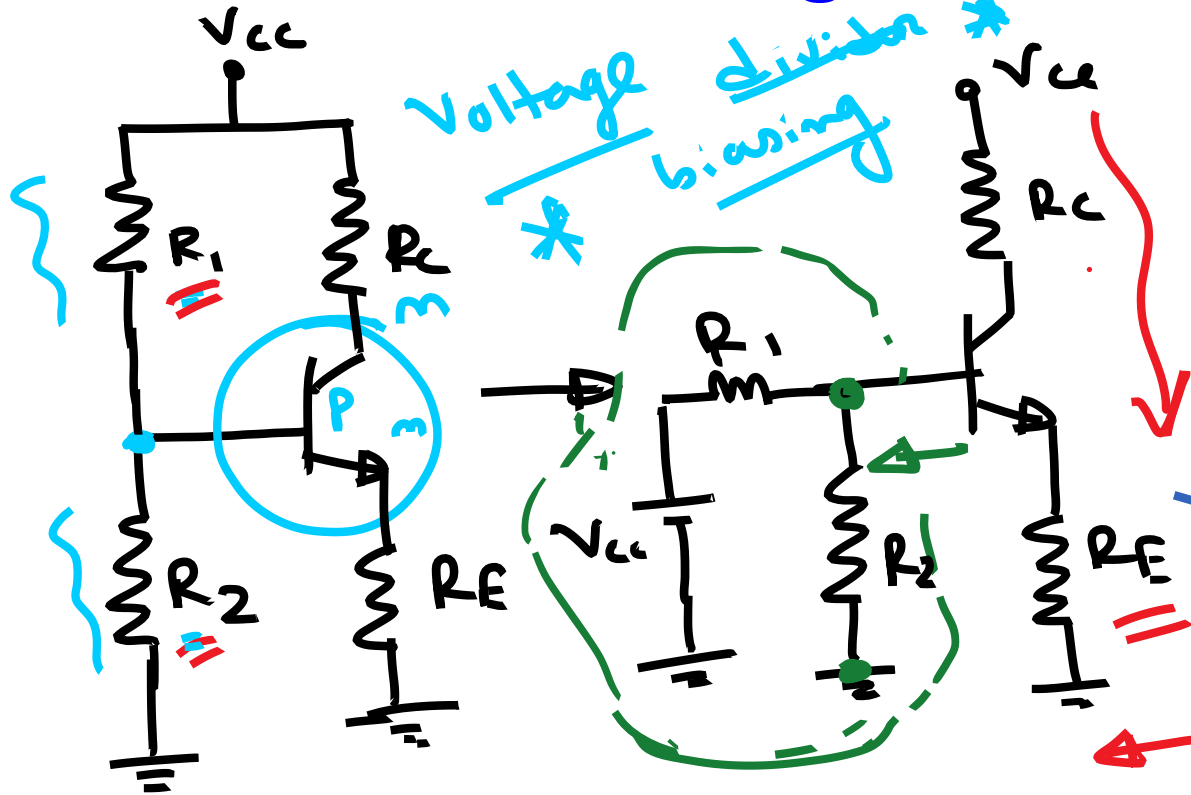 Vcc
Voltage divider *
biasing
*
R1
Rc
n
P
n
R2
RE
Vcc
Rc
R1
Vcc
R2
RE